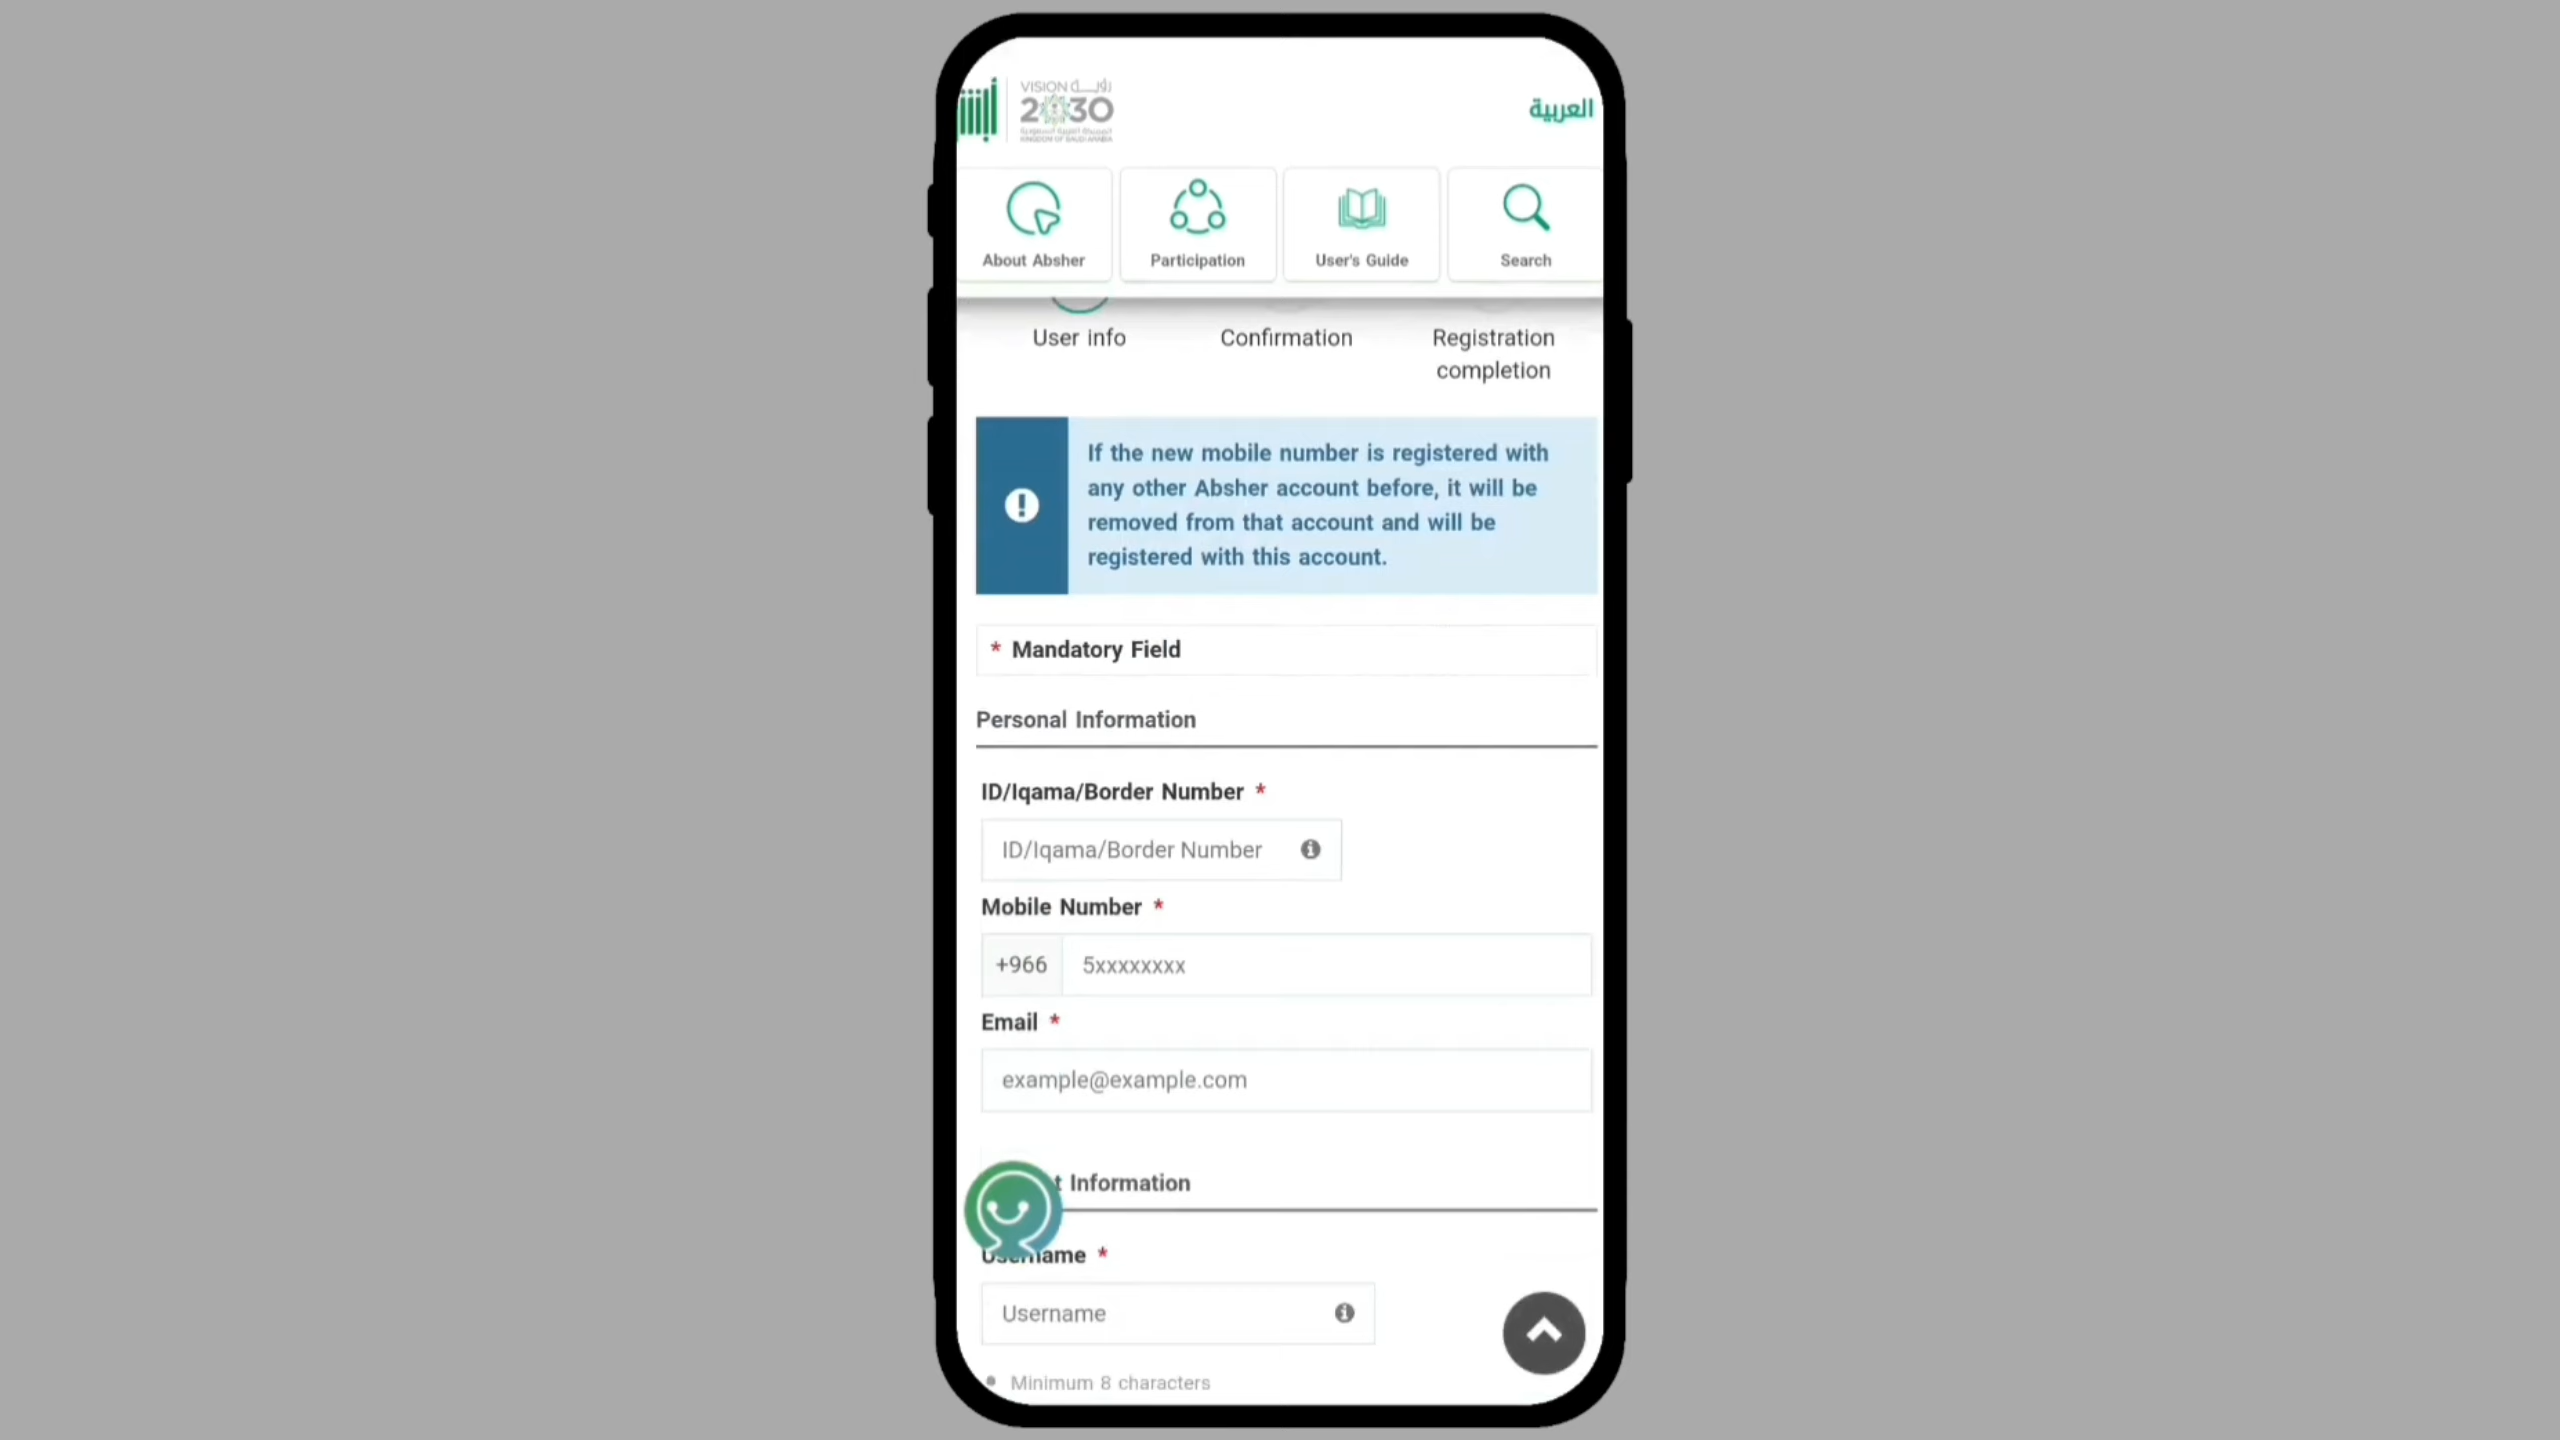 أبشر
VISION رؤيـــة
2030
المملكة العربية السعودية
KINGDOM OF SAUDI ARABIA
العربية
About Absher
Participation
User's Guide
Search
User info
Confirmation
Registration
completion
If the new mobile number is registered with
any other Absher account before, it will be
removed from that account and will be
registered with this account.
* Mandatory Field
Personal Information
ID/Iqama/Border Number *
ID/Iqama/Border Number
Mobile Number *
+966 5xxxxxxxx
Email *
example@example.com
t Information
Username *
Username
Minimum 8 characters